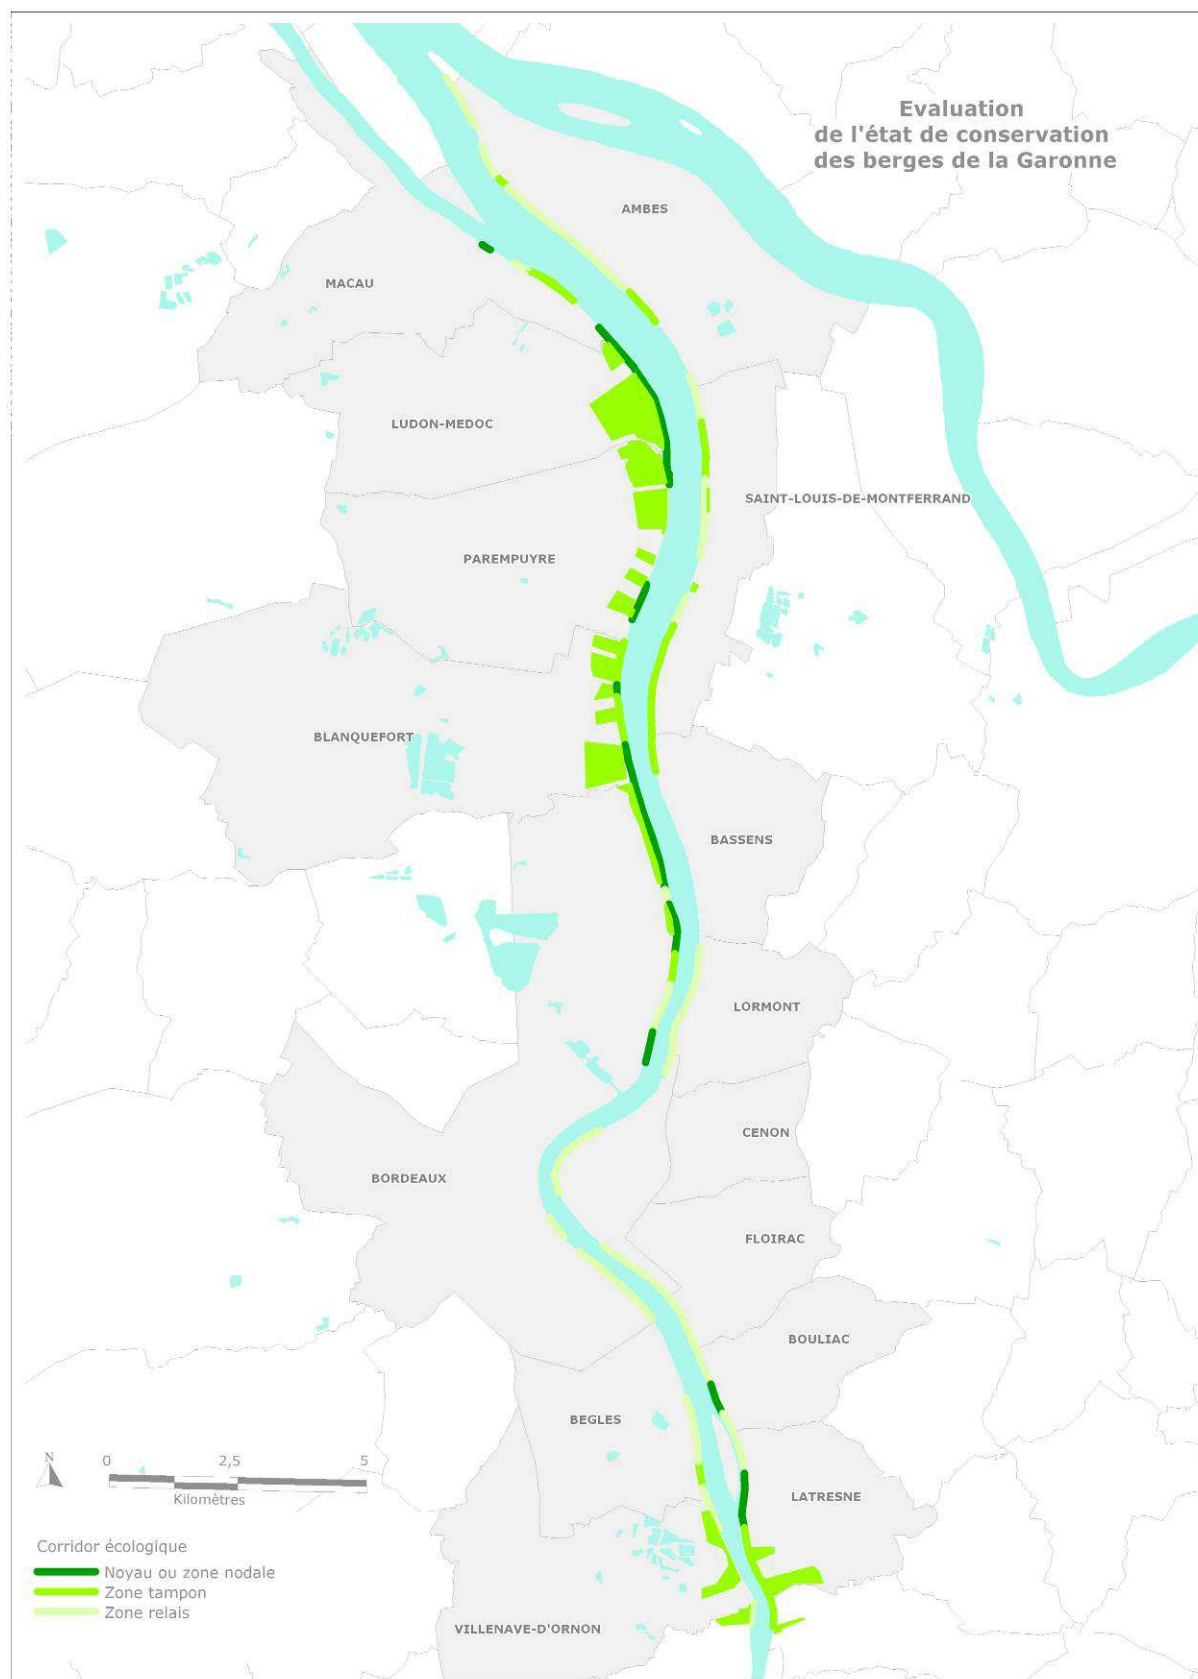 Evaluation
de l'état de conservation
des berges de la Garonne
AMBES
MACAU
LUDON-MEDOC
SAINT-LOUIS-DE-MONTFERRAND
PAREMPUYRE
BLANQUEFORT
BASSENS
LORMONT
CENON
BORDEAUX
FLOIRAC
BOULIAC
BEGLES
LATRESNE
N
0 2,5 5
Kilomètres
Corridor écologique
Noyau ou zone nodale
Zone tampon
Zone relais
VILLENAVE-D'ORNON